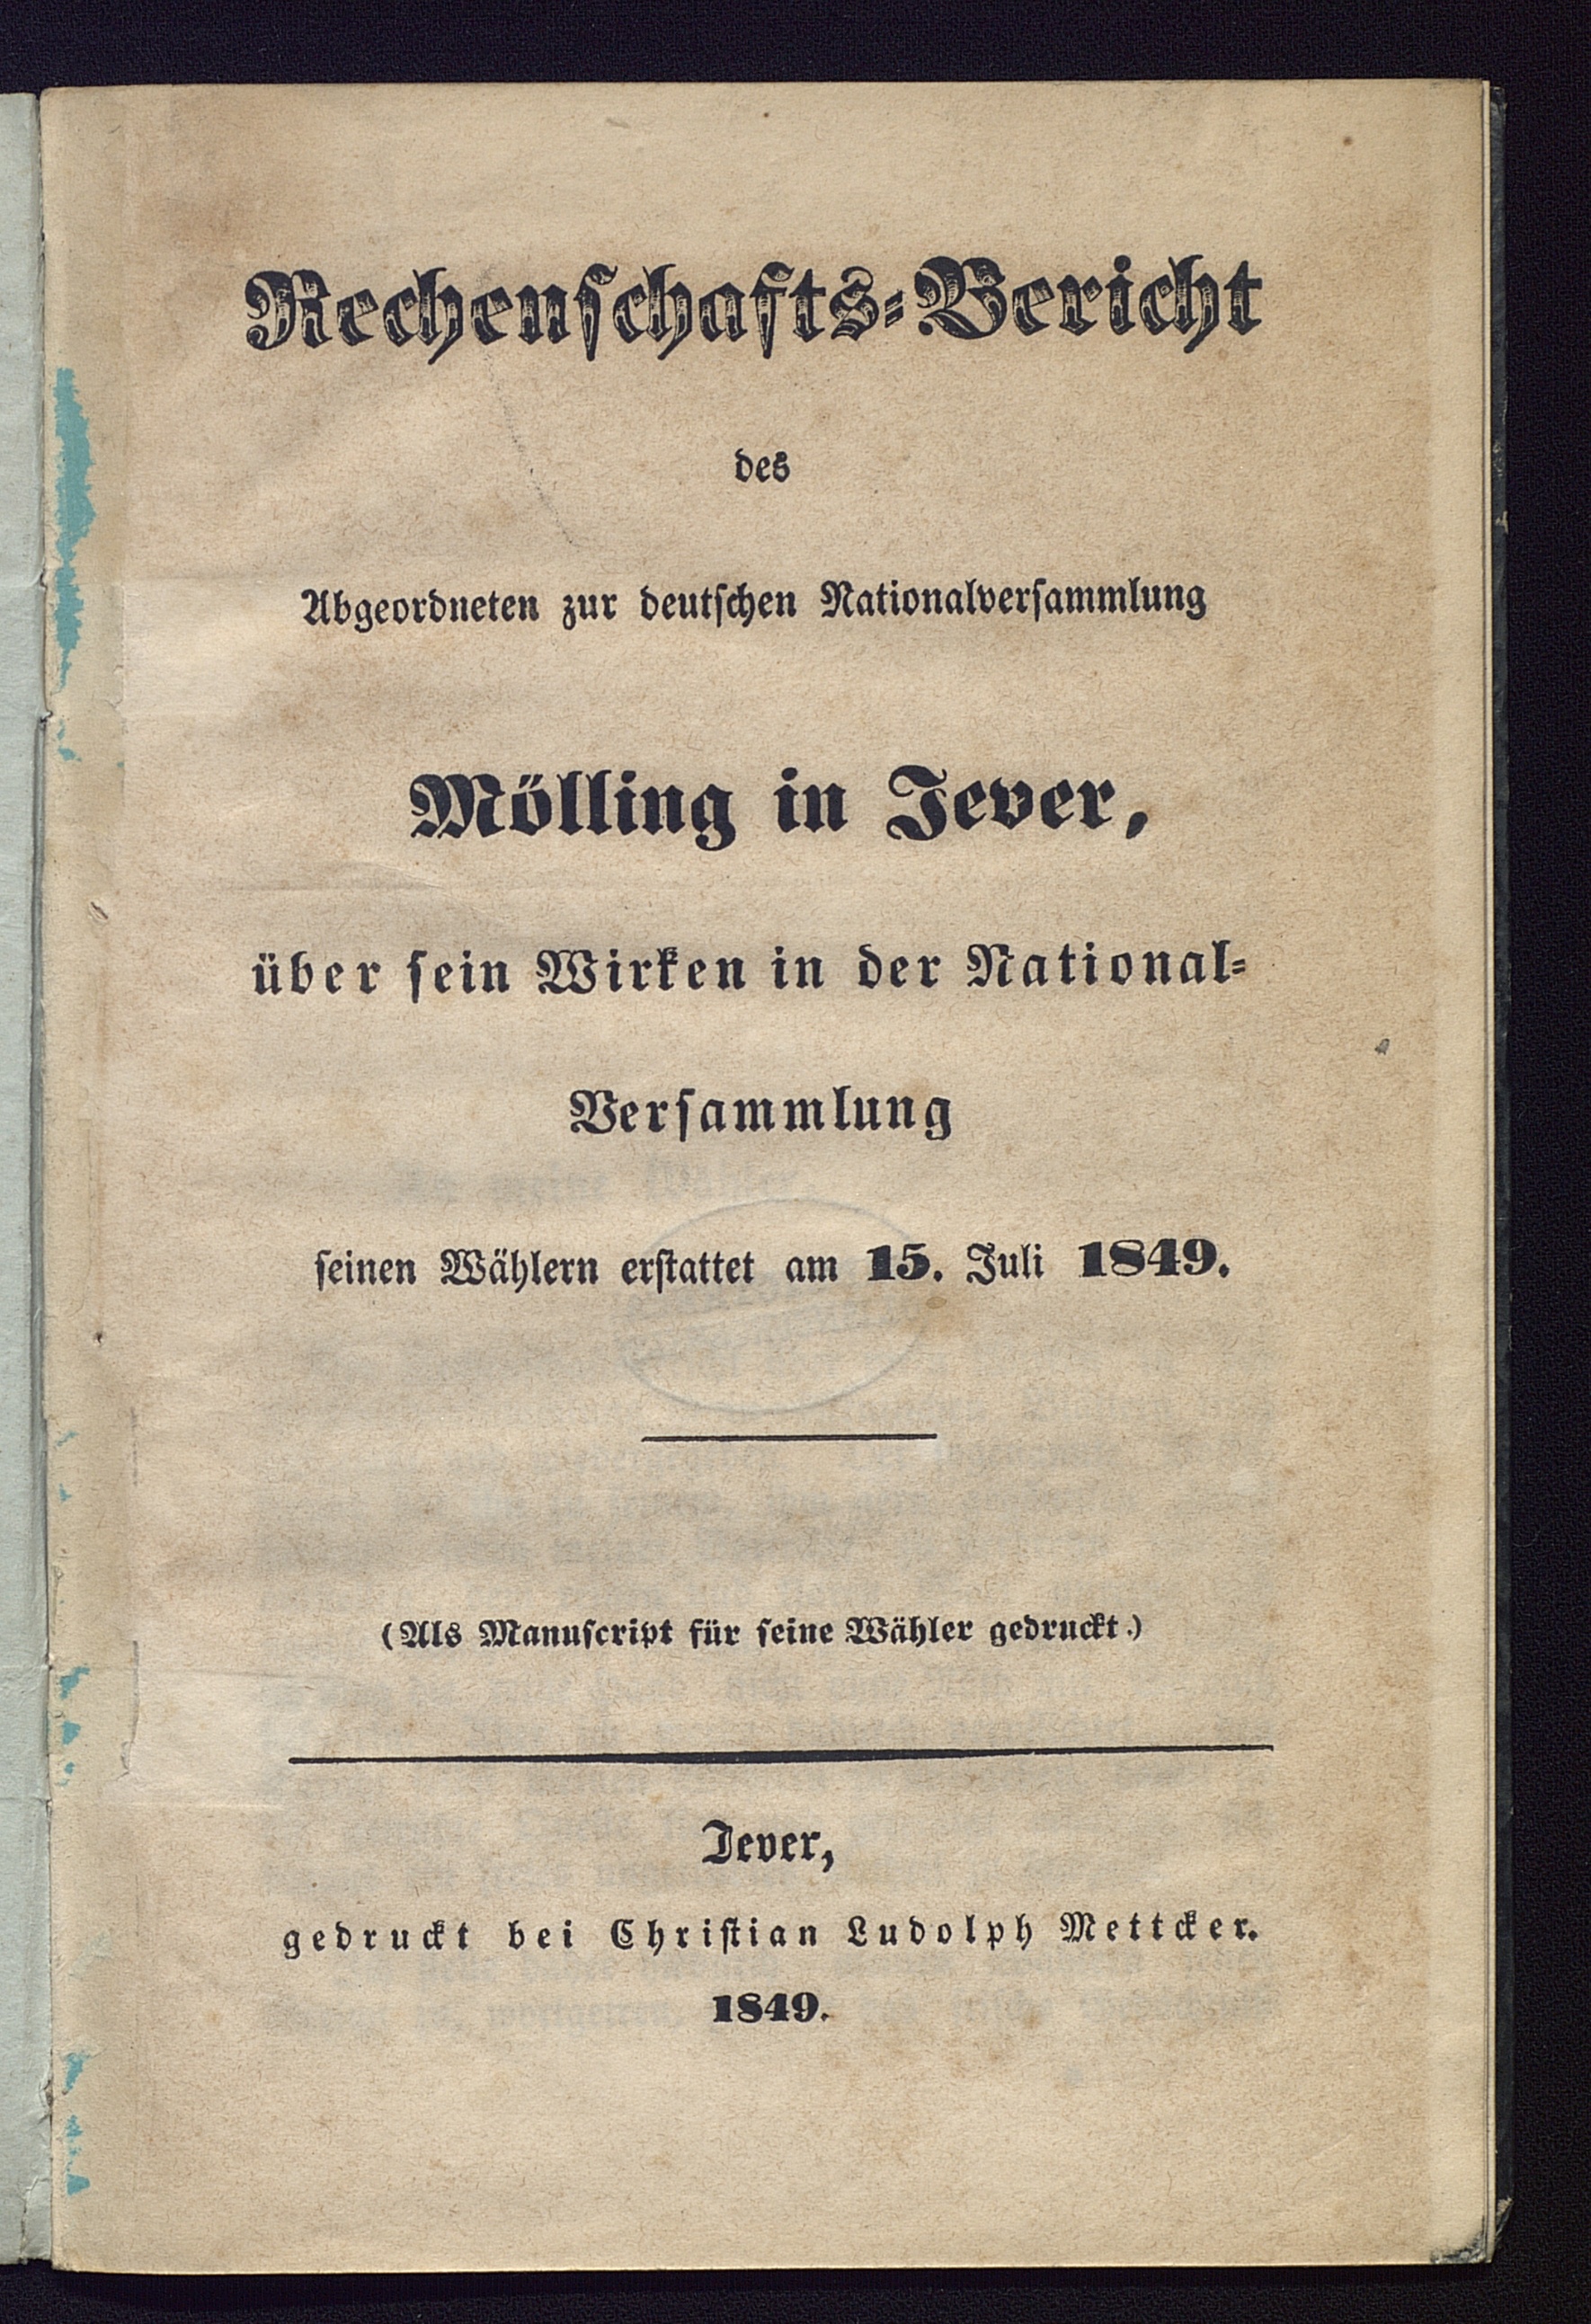 Rechenschafts-Bericht
des
Abgeordneten zur deutschen Nationalversammlung
Mölling in Jever,
über sein Wirken in der National-
Versammlung
seinen Wählern erstattet am 15. Juli 1849.
(Als Manuscript für seine Wähler gedruckt.)
Jever,
gedruckt bei Christian Ludolph Mettcker.
1849.